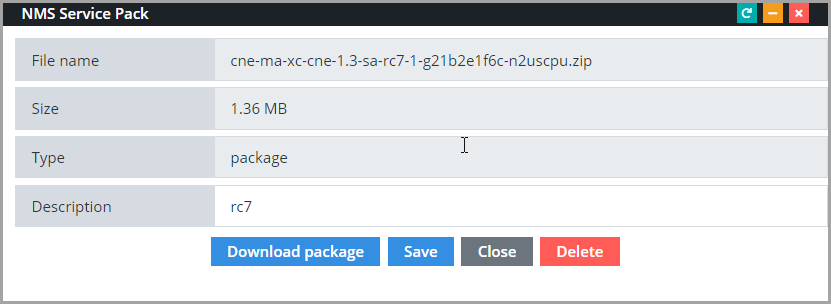 NMS Service Pack
File name cne-ma-xc-cne-1.3-sa-rc7-1-g21b2e1f6c-n2uscpu.zip
Size 1.36 MB
Type package
Description rc7
Download package Save Close Delete